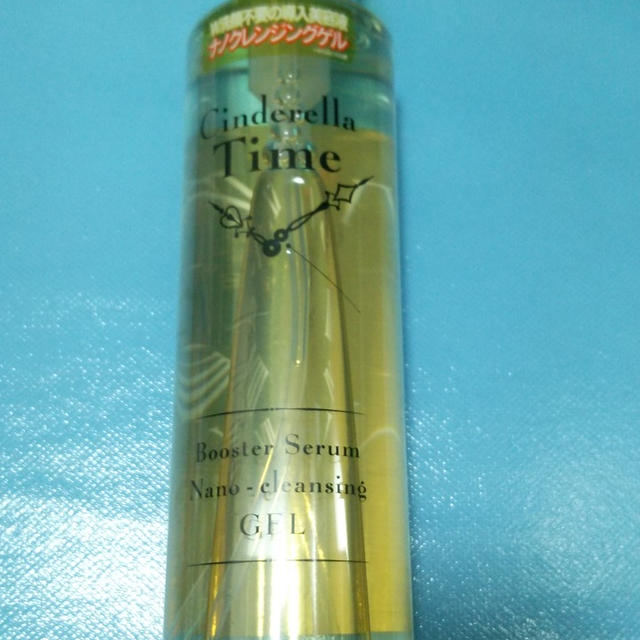 ナノクレンジングゲル
Cinderella
Time
Booster Serum
Nano-cleansing
GEL